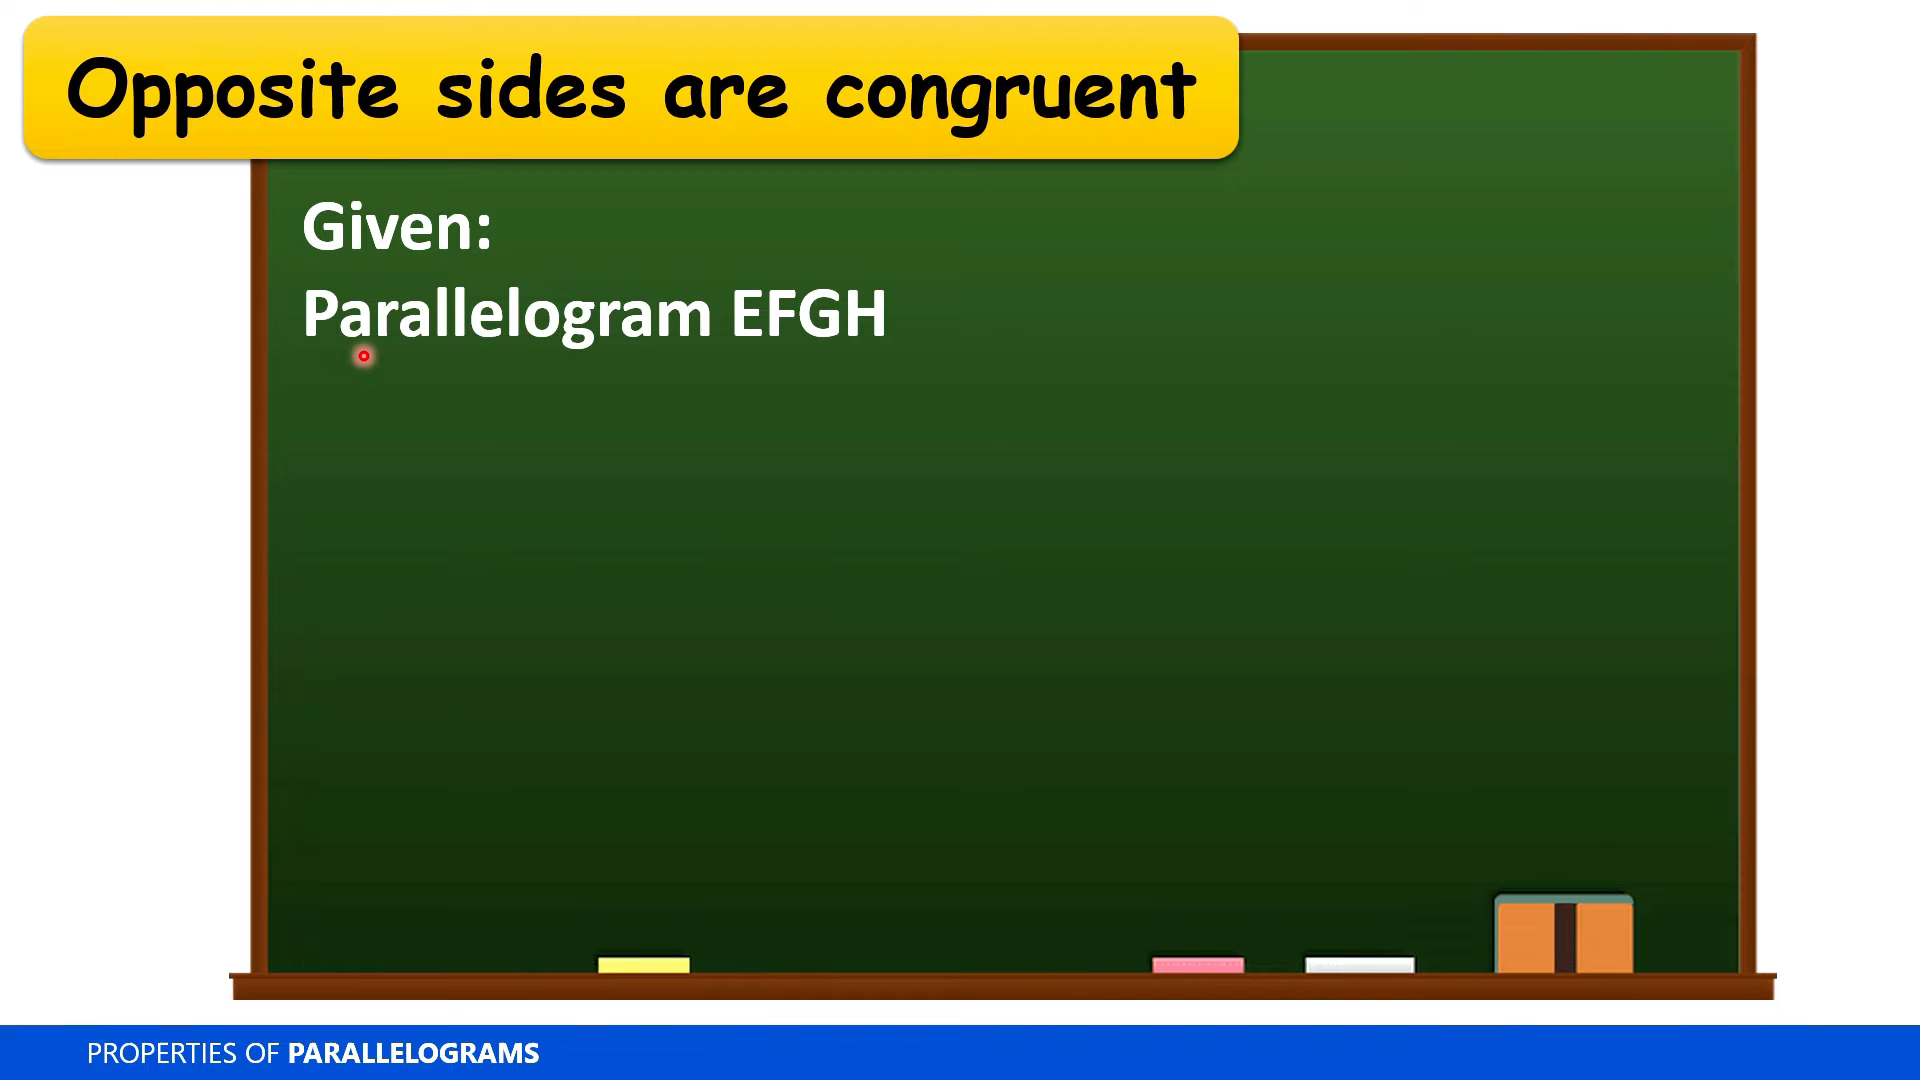 Opposite sides are congruent
Given:
Parallelogram EFGH
PROPERTIES OF PARALLELOGRAMS